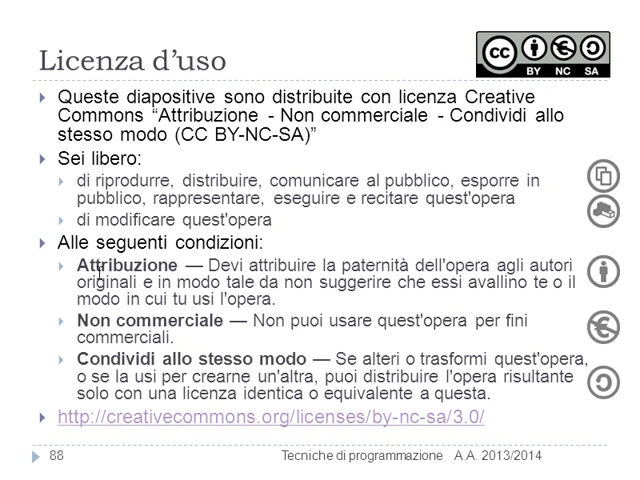 Licenza d'uso
cc
BY NC SA
Queste diapositive sono distribuite con licenza Creative
Commons “Attribuzione - Non commerciale - Condividi allo
stesso modo (CC BY-NC-SA)”
Sei libero:
di riprodurre, distribuire, comunicare al pubblico, esporre in
pubblico, rappresentare, eseguire e recitare quest'opera
di modificare quest'opera
Alle seguenti condizioni:
Attribuzione — Devi attribuire la paternità dell'opera agli autori
originali e in modo tale da non suggerire che essi avallino te o il
modo in cui tu usi l'opera.
Non commerciale — Non puoi usare quest'opera per fini
commerciali.
Condividi allo stesso modo — Se alteri o trasformi quest'opera,
o se la usi per crearne un'altra, puoi distribuire l'opera risultante
solo con una licenza identica o equivalente a questa.
http://creativecommons.org/licenses/by-nc-sa/3.0/
88 Tecniche di programmazione A.A. 2013/2014